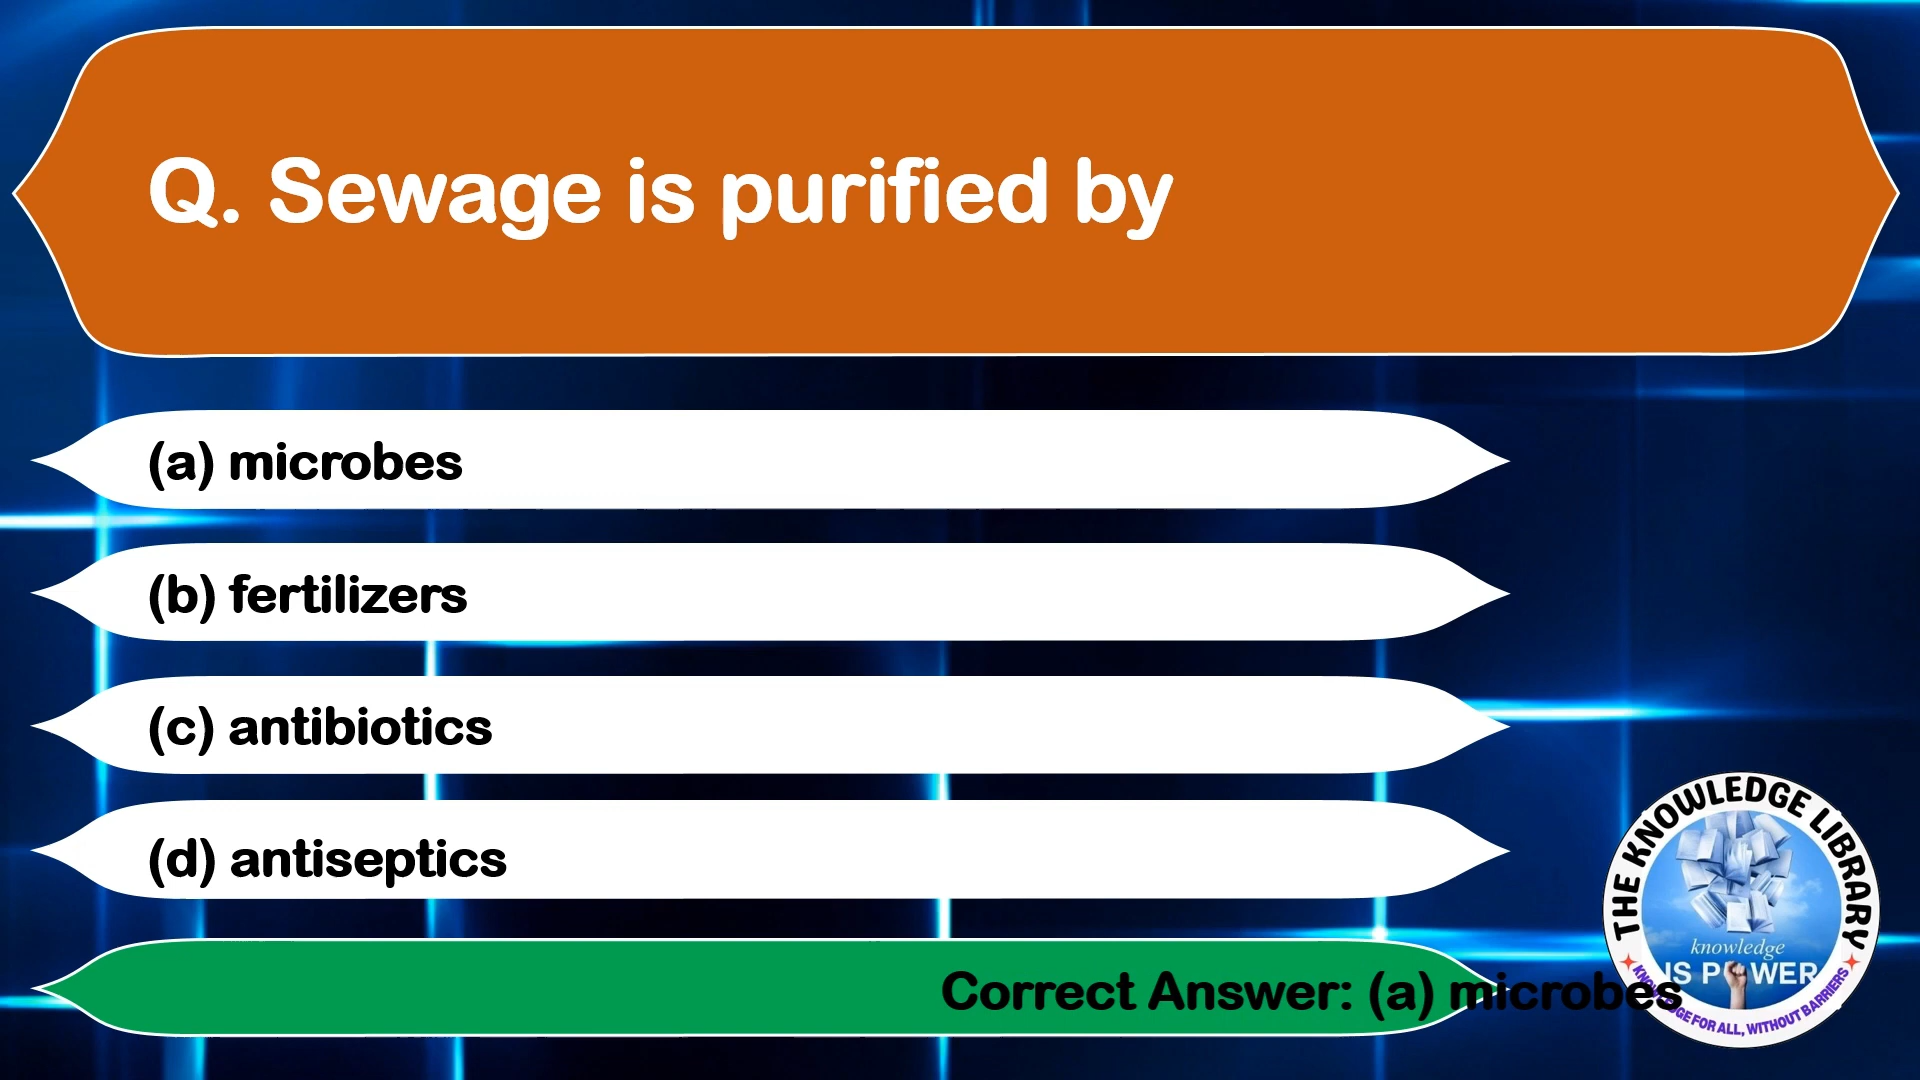 Q. Sewage is purified by
(a) microbes
(b) fertilizers
(c) antibiotics
(d) antiseptics
Correct Answer: (a) microbes
THE KNOWLEDGE LIBRARY
knowledge
IS POWER
KNOWLEDGE FOR ALL, WITHOUT BARRIERS